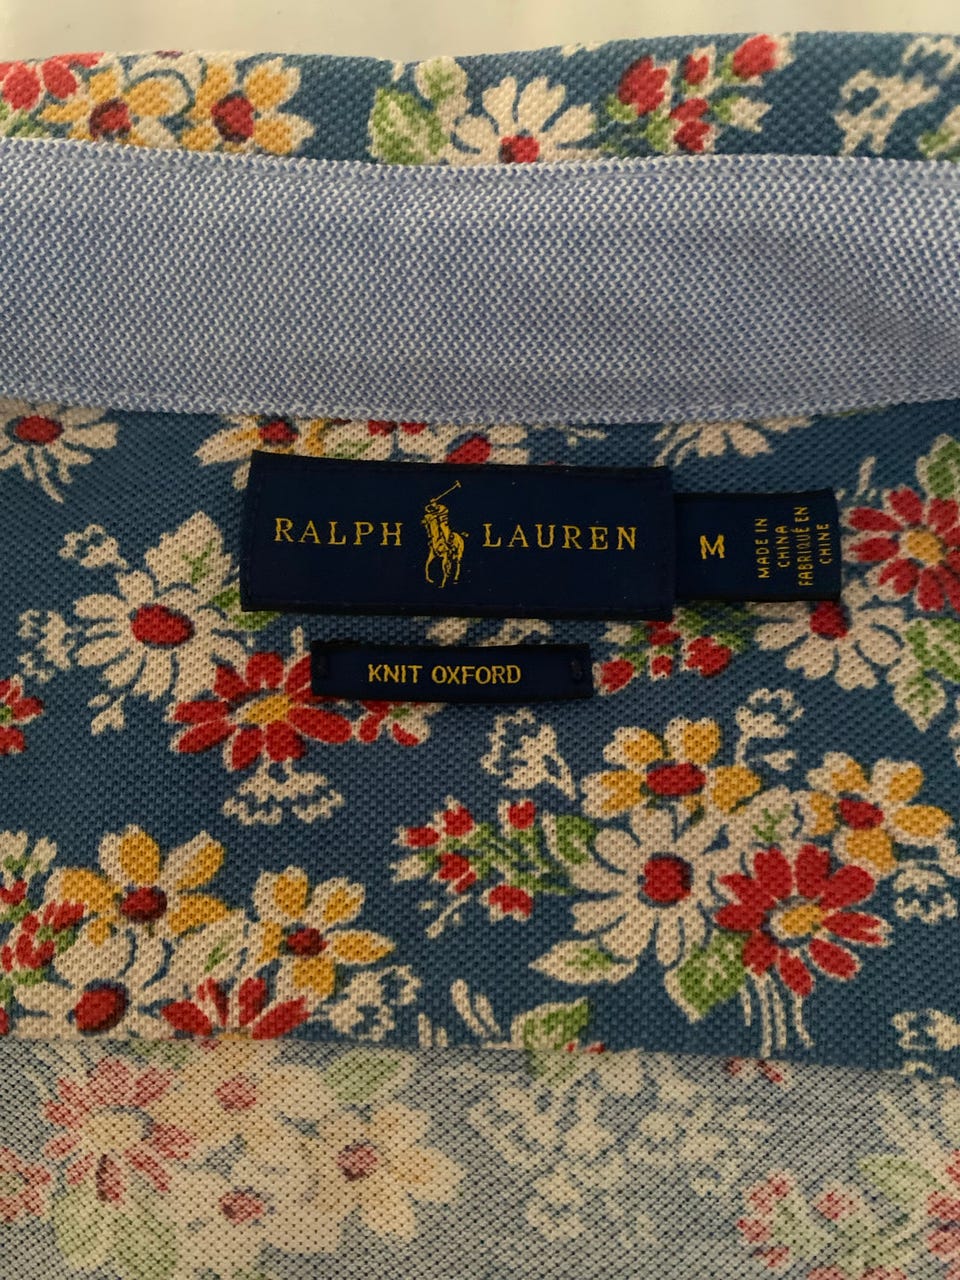 RALPH LAUREN
M
MADE IN
CHINA
FABRIQUÉ EN
CHINE
KNIT OXFORD